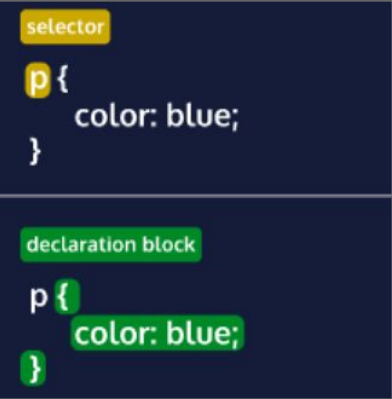 selector
p {
color: blue;
}
declaration block
p {
color: blue;
}